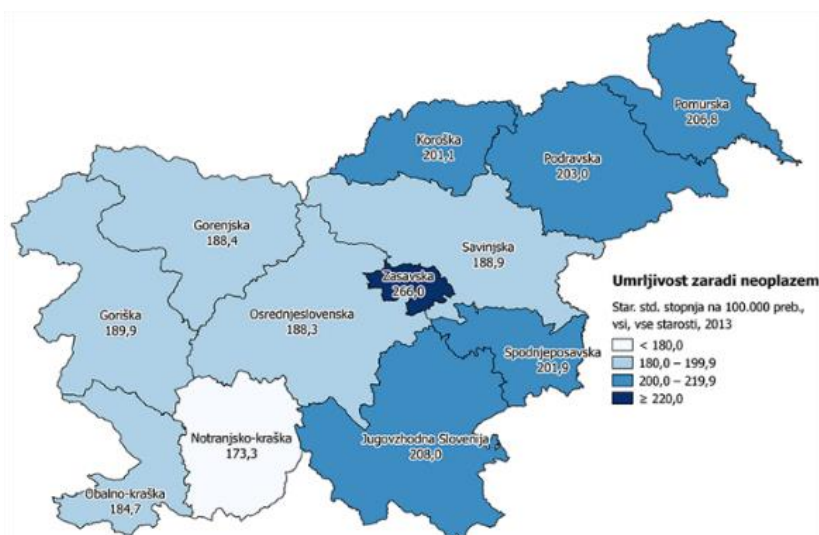 Pomurska
206,8
Koroška
201,1
Podravska
203,0
Gorenjska
188,4
Savinjska
188,9
Zasavska
266,0
Goriška
189,9
Osrednjeslovenska
188,3
Spodnjeposavska
201,9
Notranjsko-kraška
173,3
Jugovzhodna Slovenija
208,0
Obalno-kraška
184,7
Umrljivost zaradi neoplazem
Star. std. stopnja na 100.000 preb.,
vsi, vse starosti, 2013
< 180,0
180,0 – 199,9
200,0 – 219,9
≥ 220,0